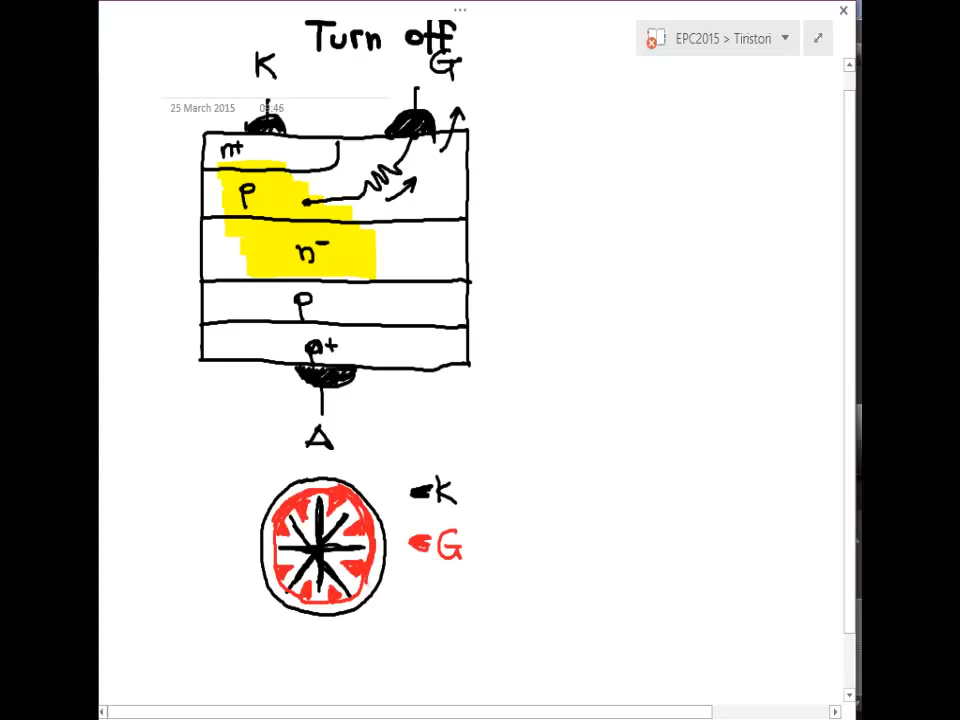 Turn off
EPC2015 > Tiristori
K
G
25 March 2015
n+
p
n-
p
p+
A
K
G